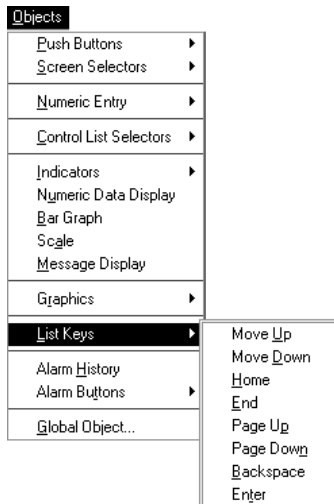 Objects
Push Buttons
Screen Selectors
Numeric Entry
Control List Selectors
Indicators
Numeric Data Display
Bar Graph
Scale
Message Display
Graphics
List Keys
Alarm History
Alarm Buttons
Global Object...
Move Up
Move Down
Home
End
Page Up
Page Down
Backspace
Enter